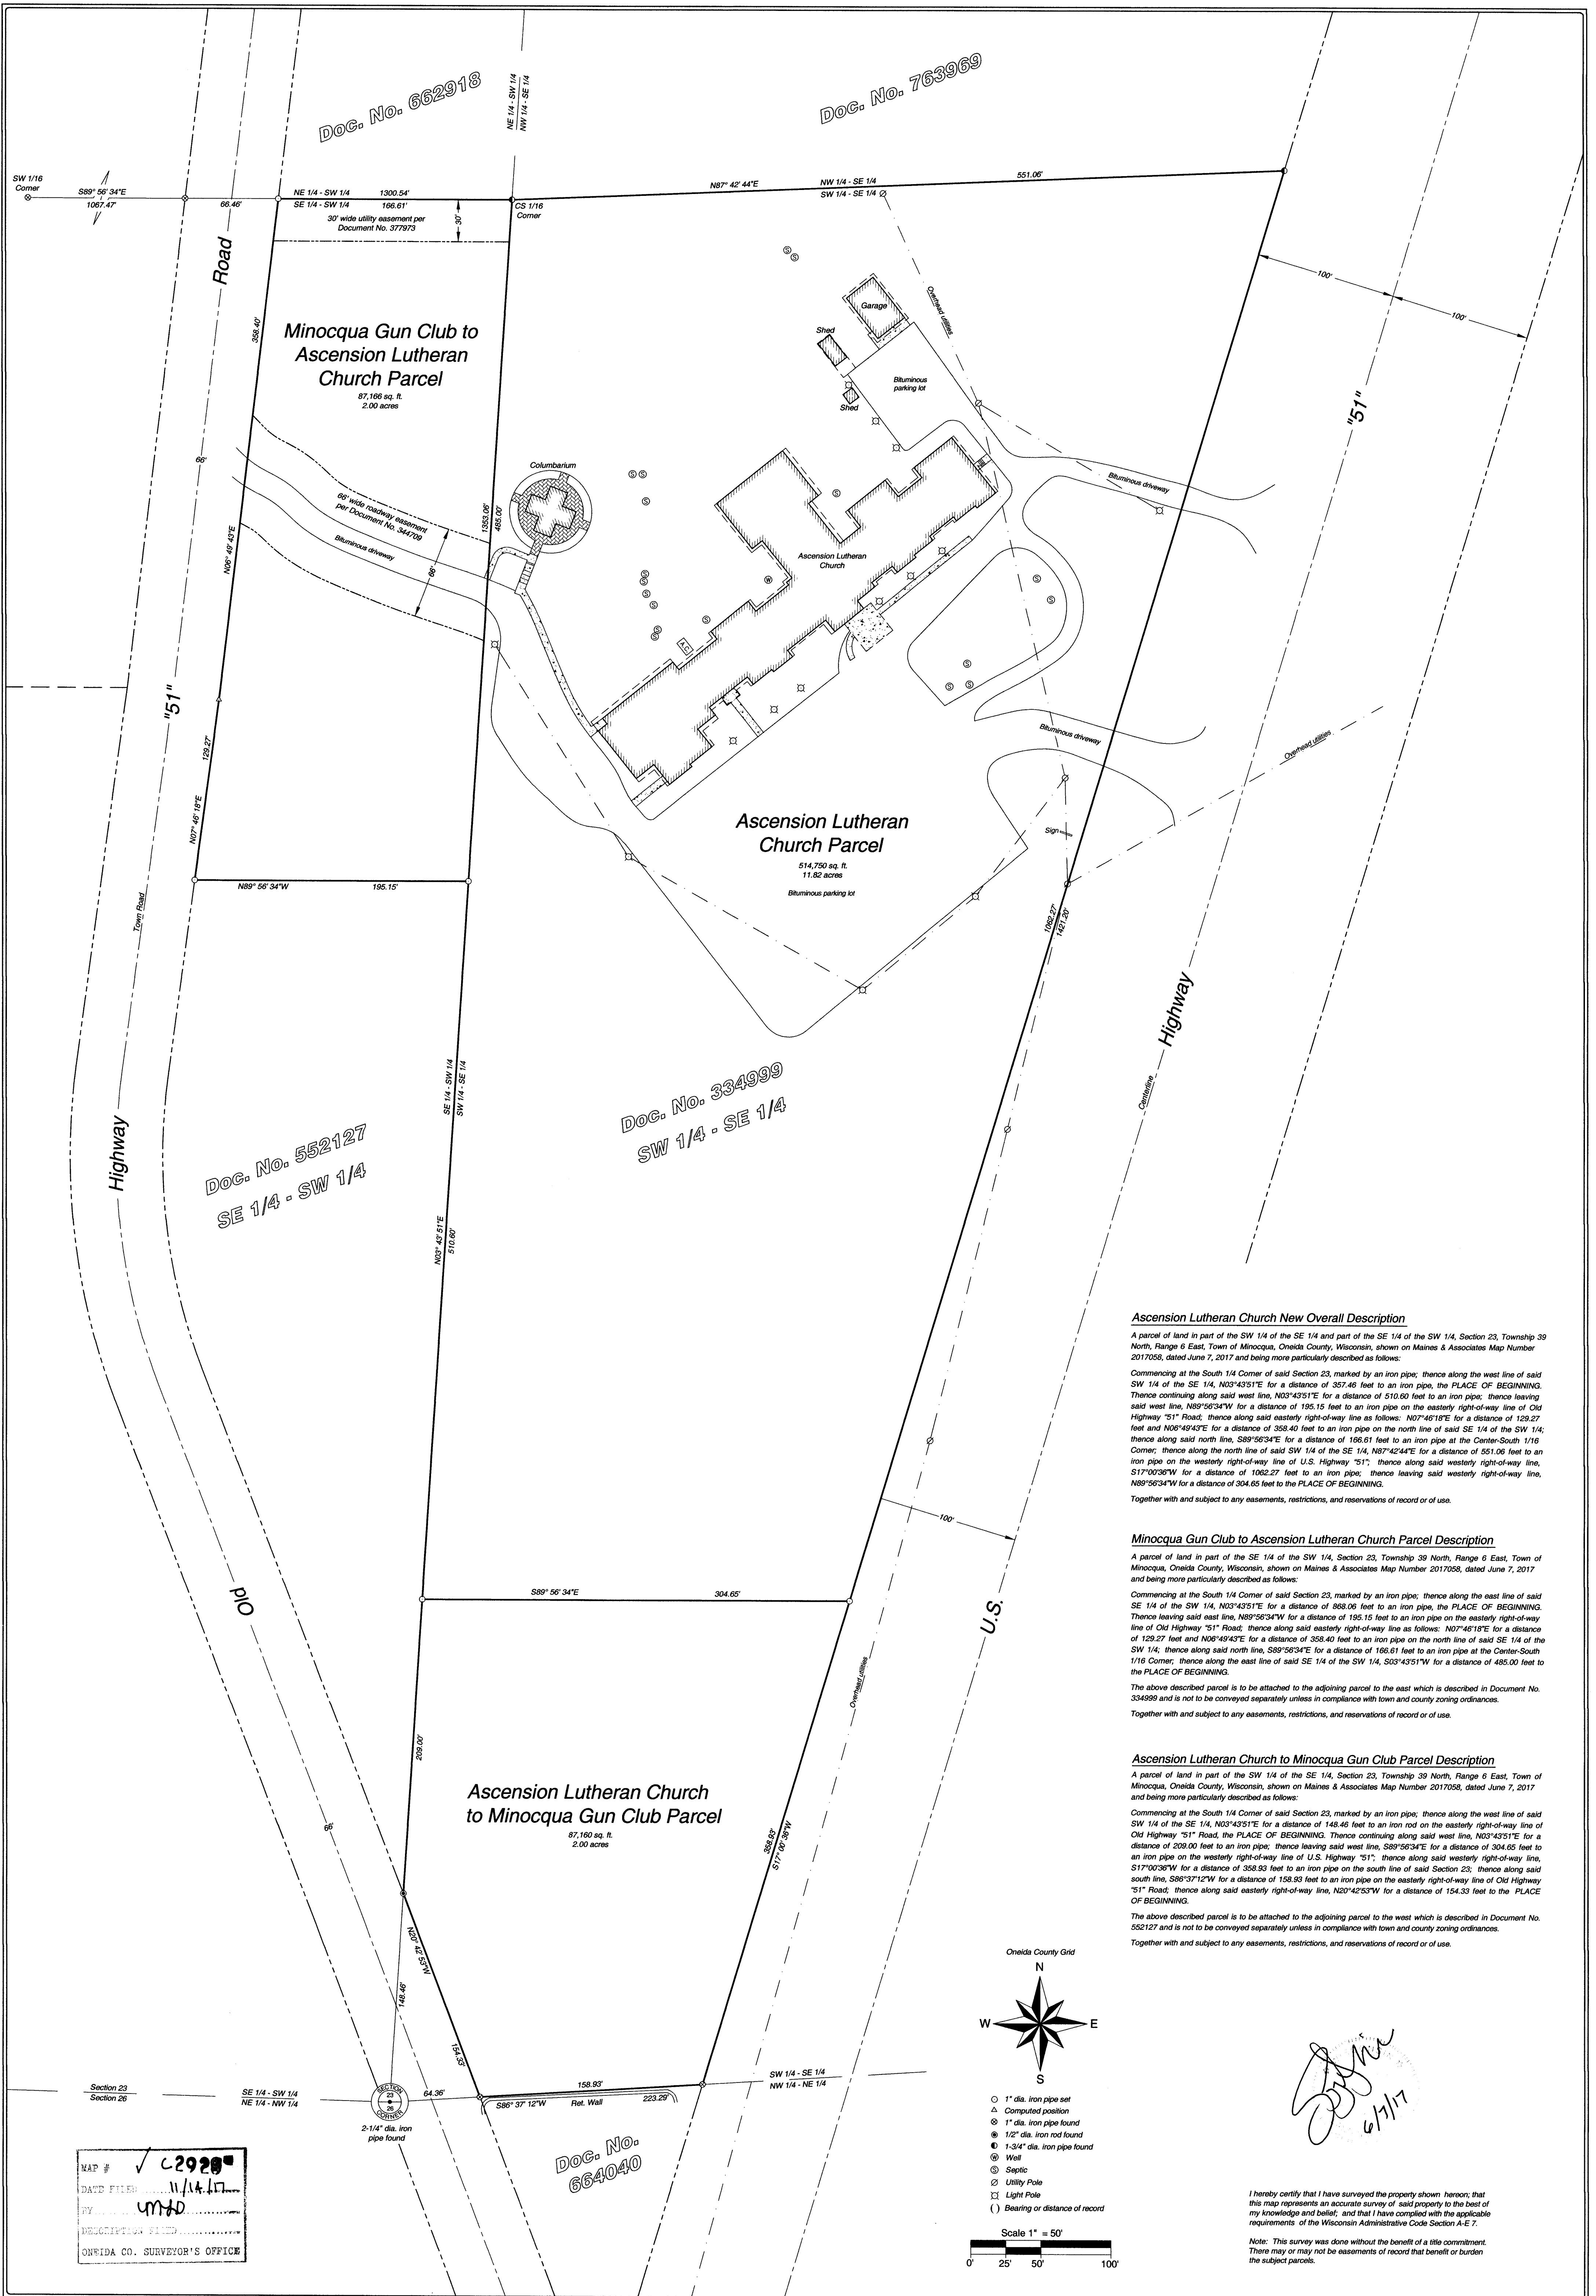 Doc. No. 662918
Doc. No. 763969
NE 1/4 - SW 1/4
NW 1/4 - SE 1/4
SW 1/16
Corner
S89° 56' 34"E
1067.47'
66.46'
NE 1/4 - SW 1/4
1300.54'
SE 1/4 - SW 1/4
166.61'
CS 1/16
Corner
N87° 42' 44"E
NW 1/4 - SE 1/4
SW 1/4 - SE 1/4
551.06'
30' wide utility easement per
Document No. 377973
30'
Road
358.40'
Minocqua Gun Club to
Ascension Lutheran
Church Parcel
87,166 sq. ft.
2.00 acres
Garage
Shed
Shed
Bituminous
parking lot
Overhead utilities
100'
100'
"51"
66'
N06° 49' 43"E
66' wide roadway easement
per Document No. 344709
Bituminous driveway
66'
1353.06'
485.00'
Columbarium
Ascension Lutheran
Church
A.C.
Bituminous driveway
Bituminous driveway
Overhead utilities
Sign
"51"
129.27'
N07° 46' 18"E
N89° 56' 34"W
195.15'
Town Road
Ascension Lutheran
Church Parcel
514,750 sq. ft.
11.82 acres
Bituminous parking lot
1062.27'
1421.20'
Highway
Centerline
SE 1/4 - SW 1/4
SW 1/4 - SE 1/4
Doc. No. 334999
SW 1/4 - SE 1/4
Doc. No. 552127
SE 1/4 - SW 1/4
Highway
N03° 43' 51"E
510.60'
100'
Old
S89° 56' 34"E
304.65'
U.S.
Overhead utilities
209.00'
Ascension Lutheran Church
to Minocqua Gun Club Parcel
87,160 sq. ft.
2.00 acres
358.93'
S17° 00' 36"W
66'
N20° 42' 53"W
148.46'
154.33'
Section 23
Section 26
SE 1/4 - SW 1/4
NE 1/4 - NW 1/4
SECTION
23
26
CORNER
2-1/4" dia. iron
pipe found
64.36'
158.93'
S86° 37' 12"W
Ret. Wall
223.29'
SW 1/4 - SE 1/4
NW 1/4 - NE 1/4
Doc. No.
664040
Ascension Lutheran Church New Overall Description
A parcel of land in part of the SW 1/4 of the SE 1/4 and part of the SE 1/4 of the SW 1/4, Section 23, Township 39
North, Range 6 East, Town of Minocqua, Oneida County, Wisconsin, shown on Maines & Associates Map Number
2017058, dated June 7, 2017 and being more particularly described as follows:
Commencing at the South 1/4 Corner of said Section 23, marked by an iron pipe; thence along the west line of said
SW 1/4 of the SE 1/4, N03°43'51"E for a distance of 357.46 feet to an iron pipe, the PLACE OF BEGINNING.
Thence continuing along said west line, N03°43'51"E for a distance of 510.60 feet to an iron pipe; thence leaving
said west line, N89°56'34"W for a distance of 195.15 feet to an iron pipe on the easterly right-of-way line of Old
Highway "51" Road; thence along said easterly right-of-way line as follows: N07°46'18"E for a distance of 129.27
feet and N06°49'43"E for a distance of 358.40 feet to an iron pipe on the north line of said SE 1/4 of the SW 1/4;
thence along said north line, S89°56'34"E for a distance of 166.61 feet to an iron pipe at the Center-South 1/16
Corner; thence along the north line of said SW 1/4 of the SE 1/4, N87°42'44"E for a distance of 551.06 feet to an
iron pipe on the westerly right-of-way line of U.S. Highway "51"; thence along said westerly right-of-way line,
S17°00'36"W for a distance of 1062.27 feet to an iron pipe; thence leaving said westerly right-of-way line,
N89°56'34"W for a distance of 304.65 feet to the PLACE OF BEGINNING.
Together with and subject to any easements, restrictions, and reservations of record or of use.
Minocqua Gun Club to Ascension Lutheran Church Parcel Description
A parcel of land in part of the SE 1/4 of the SW 1/4, Section 23, Township 39 North, Range 6 East, Town of
Minocqua, Oneida County, Wisconsin, shown on Maines & Associates Map Number 2017058, dated June 7, 2017
and being more particularly described as follows:
Commencing at the South 1/4 Corner of said Section 23, marked by an iron pipe; thence along the east line of said
SE 1/4 of the SW 1/4, N03°43'51"E for a distance of 868.06 feet to an iron pipe, the PLACE OF BEGINNING.
Thence leaving said east line, N89°56'34"W for a distance of 195.15 feet to an iron pipe on the easterly right-of-way
line of Old Highway "51" Road; thence along said easterly right-of-way line as follows: N07°46'18"E for a distance
of 129.27 feet and N06°49'43"E for a distance of 358.40 feet to an iron pipe on the north line of said SE 1/4 of the
SW 1/4; thence along said north line, S89°56'34"E for a distance of 166.61 feet to an iron pipe at the Center-South
1/16 Corner; thence along the east line of said SE 1/4 of the SW 1/4, S03°43'51"W for a distance of 485.00 feet to
the PLACE OF BEGINNING.
The above described parcel is to be attached to the adjoining parcel to the east which is described in Document No.
334999 and is not to be conveyed separately unless in compliance with town and county zoning ordinances.
Together with and subject to any easements, restrictions, and reservations of record or of use.
Ascension Lutheran Church to Minocqua Gun Club Parcel Description
A parcel of land in part of the SW 1/4 of the SE 1/4, Section 23, Township 39 North, Range 6 East, Town of
Minocqua, Oneida County, Wisconsin, shown on Maines & Associates Map Number 2017058, dated June 7, 2017
and being more particularly described as follows:
Commencing at the South 1/4 Corner of said Section 23, marked by an iron pipe; thence along the west line of said
SW 1/4 of the SE 1/4, N03°43'51"E for a distance of 148.46 feet to an iron rod on the easterly right-of-way line of
Old Highway "51" Road, the PLACE OF BEGINNING. Thence continuing along said west line, N03°43'51"E for a
distance of 209.00 feet to an iron pipe; thence leaving said west line, S89°56'34"E for a distance of 304.65 feet to
an iron pipe on the westerly right-of-way line of U.S. Highway "51"; thence along said westerly right-of-way line,
S17°00'36"W for a distance of 358.93 feet to an iron pipe on the south line of said Section 23; thence along said
south line, S86°37'12"W for a distance of 158.93 feet to an iron pipe on the easterly right-of-way line of Old Highway
"51" Road; thence along said easterly right-of-way line, N20°42'53"W for a distance of 154.33 feet to the PLACE
OF BEGINNING.
The above described parcel is to be attached to the adjoining parcel to the west which is described in Document No.
552127 and is not to be conveyed separately unless in compliance with town and county zoning ordinances.
Together with and subject to any easements, restrictions, and reservations of record or of use.
Oneida County Grid
N
W
E
S
1" dia. iron pipe set
Computed position
1" dia. iron pipe found
1/2" dia. iron rod found
1-3/4" dia. iron pipe found
W Well
S Septic
Utility Pole
Light Pole
( ) Bearing or distance of record
Scale 1" = 50'
0' 25' 50' 100'
6/7/17
I hereby certify that I have surveyed the property shown hereon; that
this map represents an accurate survey of said property to the best of
my knowledge and belief; and that I have complied with the applicable
requirements of the Wisconsin Administrative Code Section A-E 7.
Note: This survey was done without the benefit of a title commitment.
There may or may not be easements of record that benefit or burden
the subject parcels.
MAP # √
DATE FILED 11/14/17
BY
DESCRIPTION FILED
ONEIDA CO. SURVEYOR'S OFFICE